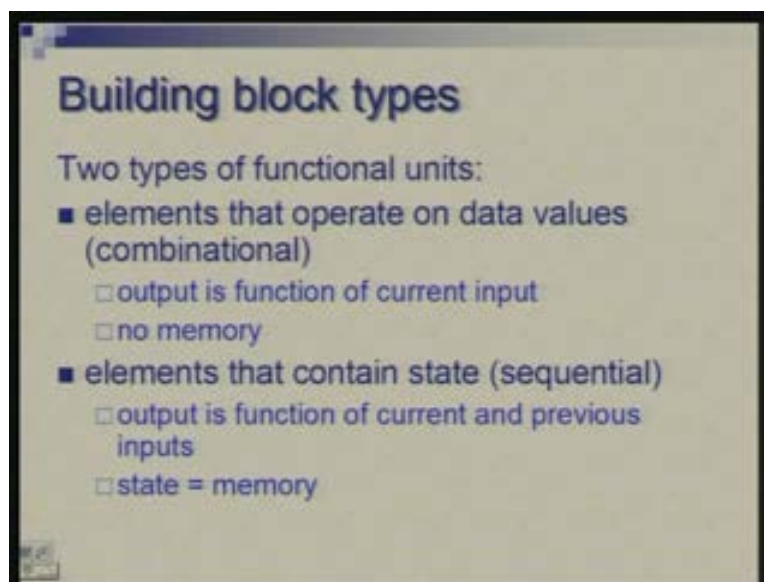 Building block types
Two types of functional units:
elements that operate on data values
(combinational)
output is function of current input
no memory
elements that contain state (sequential)
output is function of current and previous
inputs
state = memory